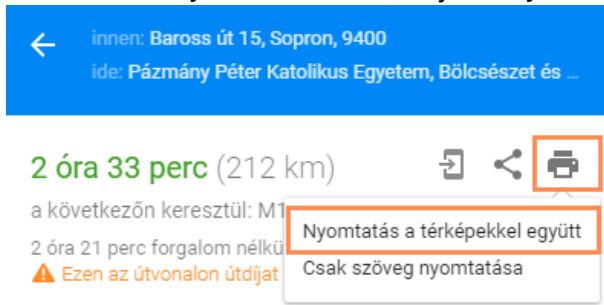 innen: Baross út 15, Sopron, 9400
ide: Pázmány Péter Katolikus Egyetem, Bölcsészet és ...
2 óra 33 perc (212 km)
a következőn keresztül: M1
Nyomtatás a térképekkel együtt
2 óra 21 perc forgalom nélkü
Csak szöveg nyomtatása
Ezen az útvonalon útdíjat